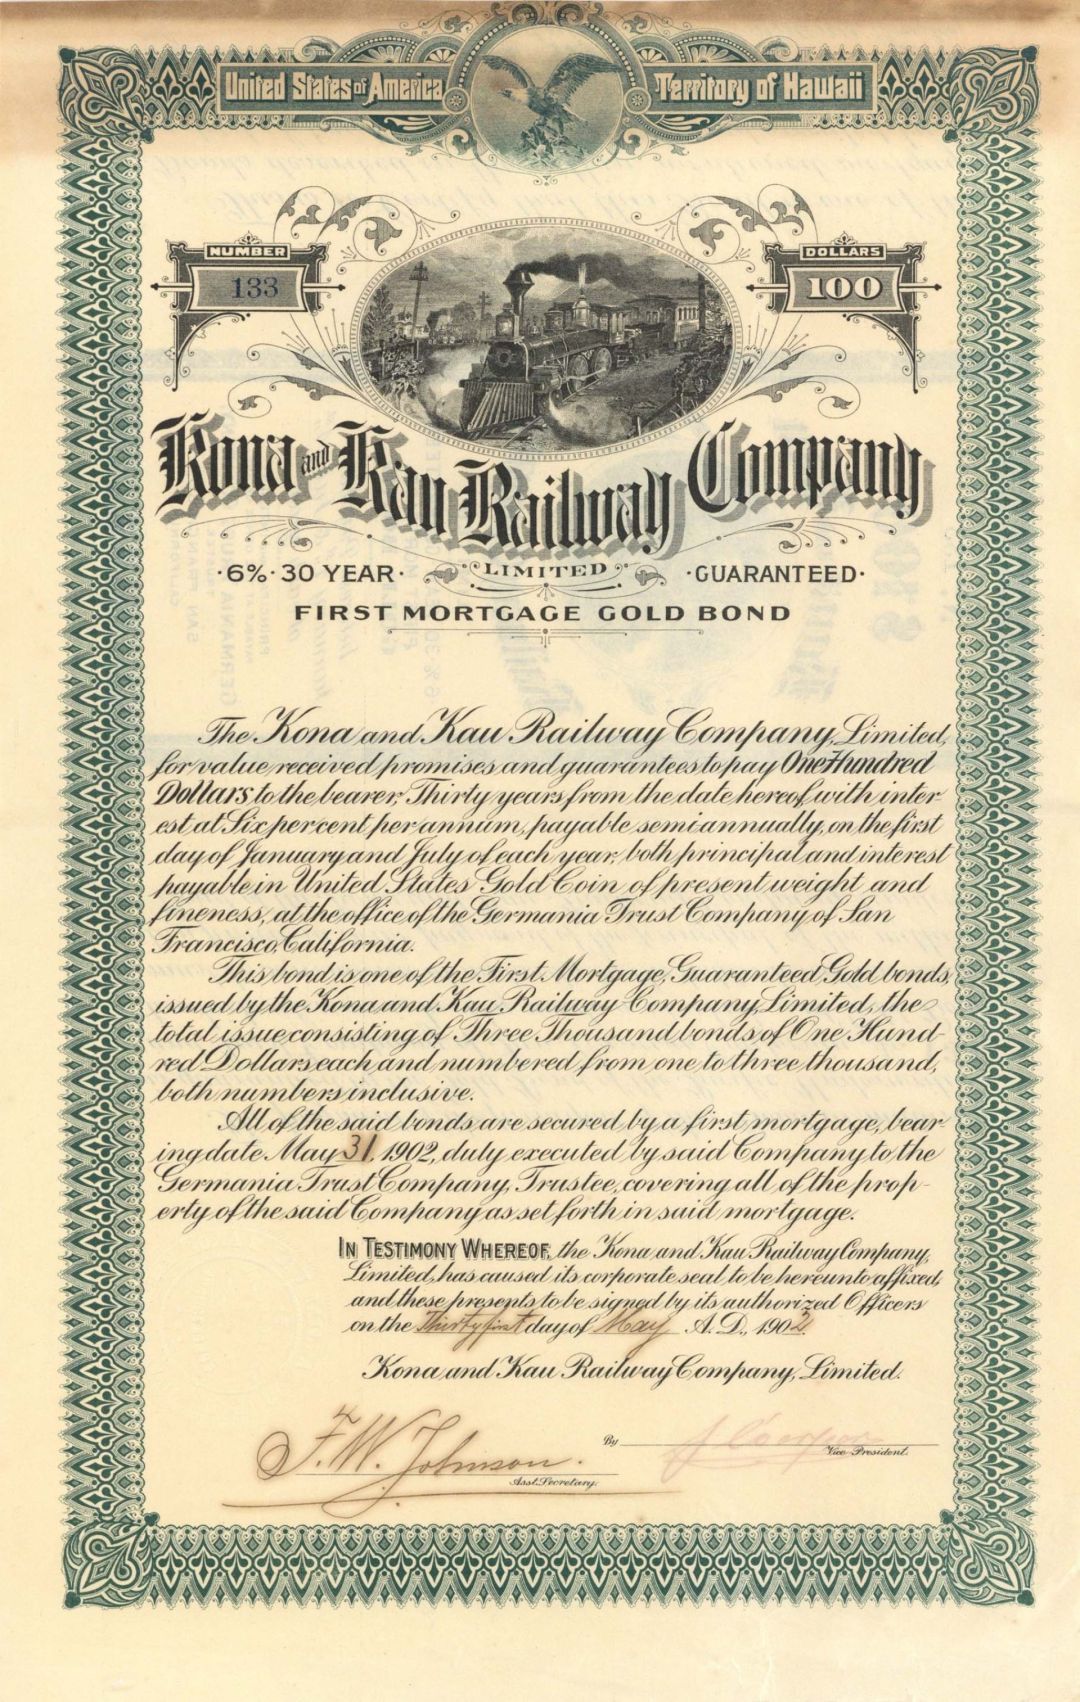 United States of America
Territory of Hawaii
NUMBER
133
DOLLARS
100
Kona and Kau Railway Company
LIMITED
·6%·30 YEAR·
·GUARANTEED·
FIRST MORTGAGE GOLD BOND
The Kona and Kau Railway Company, Limited,
for value received promises and guarantees to pay One Hundred
Dollars to the bearer, Thirty years from the date hereof, with inter-
est at Six per cent per annum, payable semi annually, on the first
day of January and July of each year, both principal and interest
payable in United States Gold Coin of present weight and
fineness, at the office of the Germania Trust Company of San
Francisco, California.
This bond is one of the First Mortgage, Guaranteed, Gold bonds,
issued by the Kona and Kau Railway Company, Limited, the
total issue consisting of Three Thousand bonds of One Hund-
red Dollars each and numbered from one to three thousand,
both numbers inclusive.
All of the said bonds are secured by a first mortgage, bear-
ing date May 31, 1902, duly executed by said Company to the
Germania Trust Company, Trustee, covering all of the prop-
erty of the said Company as set forth in said mortgage.
IN TESTIMONY WHEREOF, the Kona and Kau Railway Company,
Limited, has caused its corporate seal to be hereunto affixed,
and these presents to be signed by its authorized Officers
on the Thirty first day of May A.D., 1902.
Kona and Kau Railway Company, Limited.
F. W. Johnson.
Asst. Secretary.
By
Vice-President.